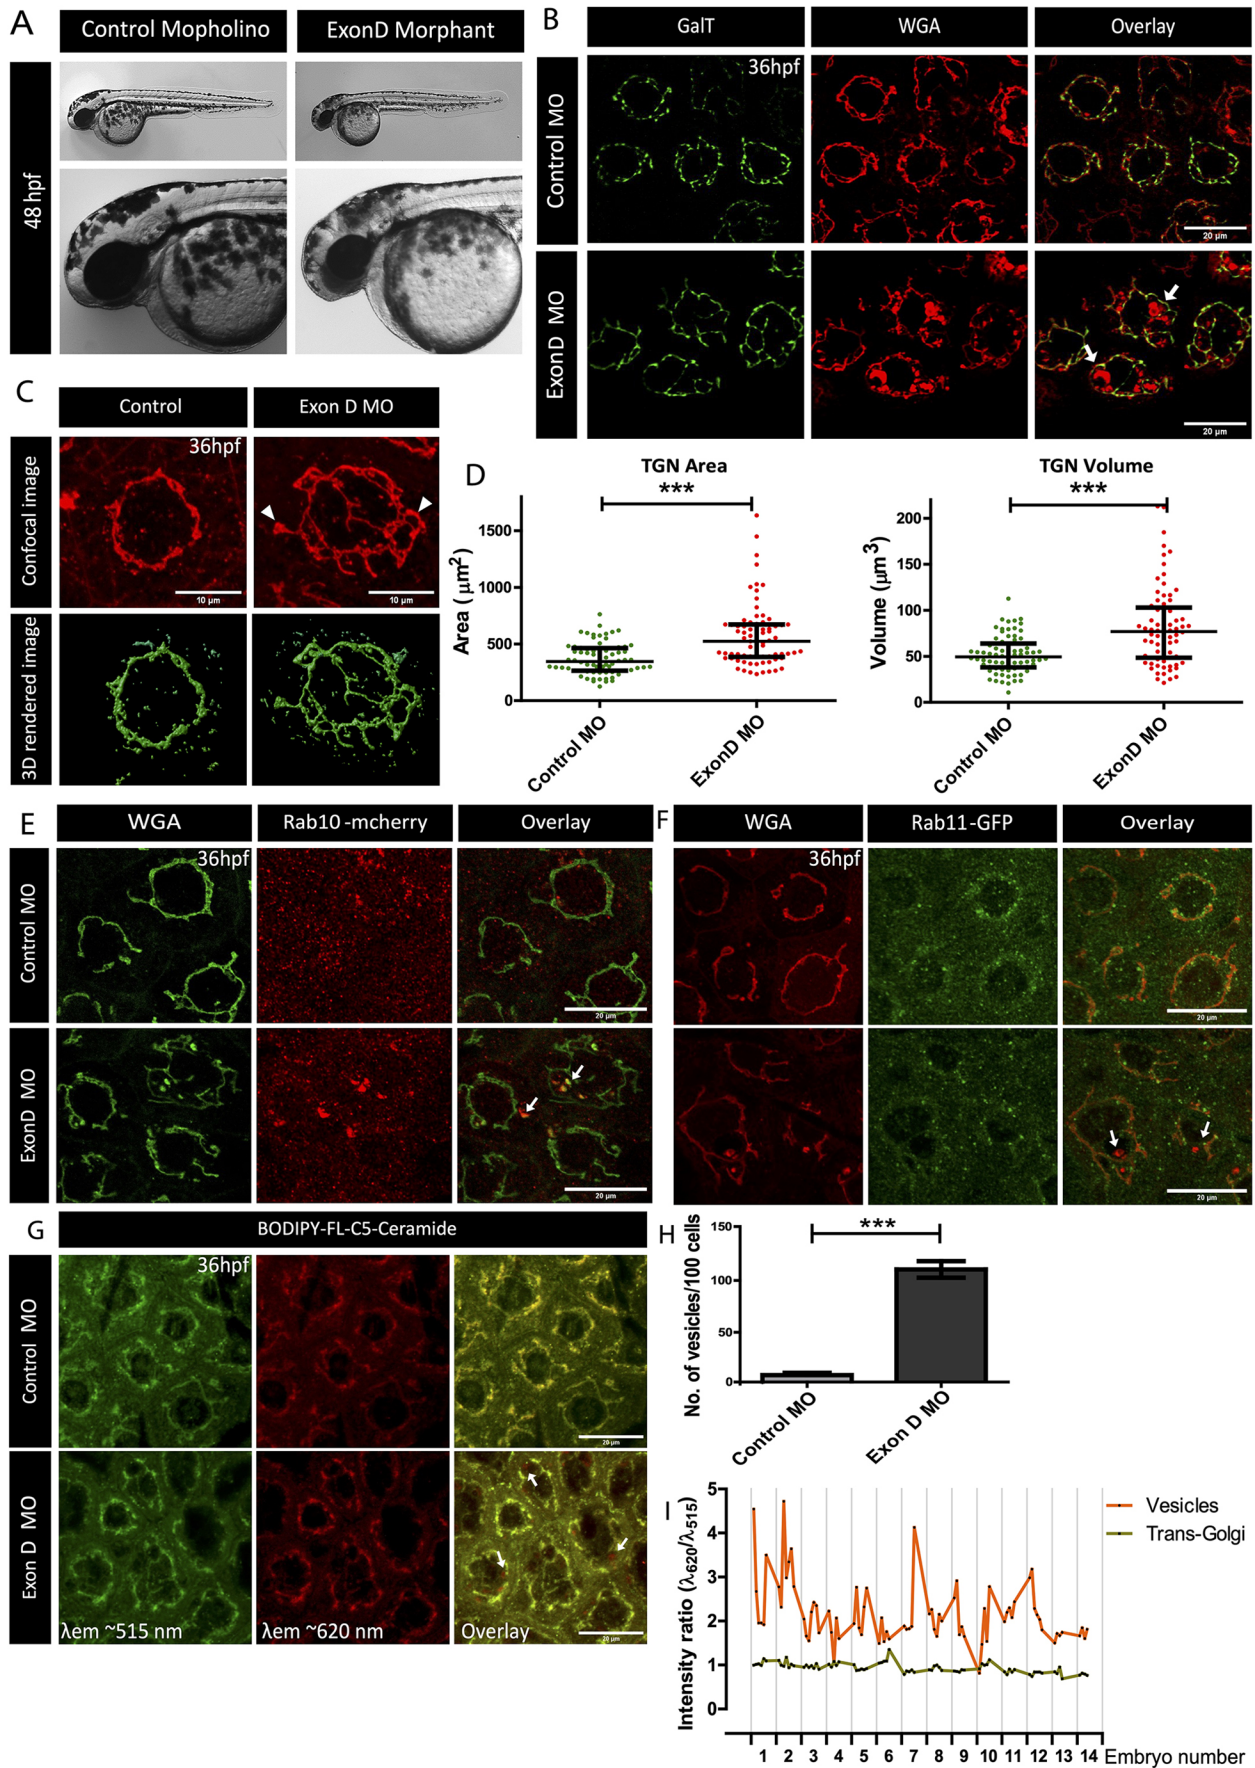 A
Control Mopholino
ExonD Morphant
48 hpf
B
GalT
WGA
Overlay
Control MO
36hpf
20 µm
ExonD MO
20 µm
C
Control
Exon D MO
Confocal image
36hpf
10 µm
10 µm
3D rendered image
D
TGN Area
***
Area (µm²)
1500
1000
500
0
Control MO
ExonD MO
TGN Volume
***
Volume (µm³)
200
150
100
50
0
Control MO
ExonD MO
E
WGA
Rab10 -mcherry
Overlay
Control MO
36hpf
20 µm
ExonD MO
20 µm
F
WGA
Rab11-GFP
Overlay
36hpf
20 µm
20 µm
G
BODIPY-FL-C5-Ceramide
Control MO
36hpf
20 µm
Exon D MO
λem ~515 nm
λem ~620 nm
Overlay
20 µm
H
***
No. of vesicles/100 cells
150
100
50
0
Control MO
Exon D MO
I
Intensity ratio (λ620/λ515)
5
4
3
2
1
0
Vesicles
Trans-Golgi
1 2 3 4 5 6 7 8 9 10 11 12 13 14 Embryo number